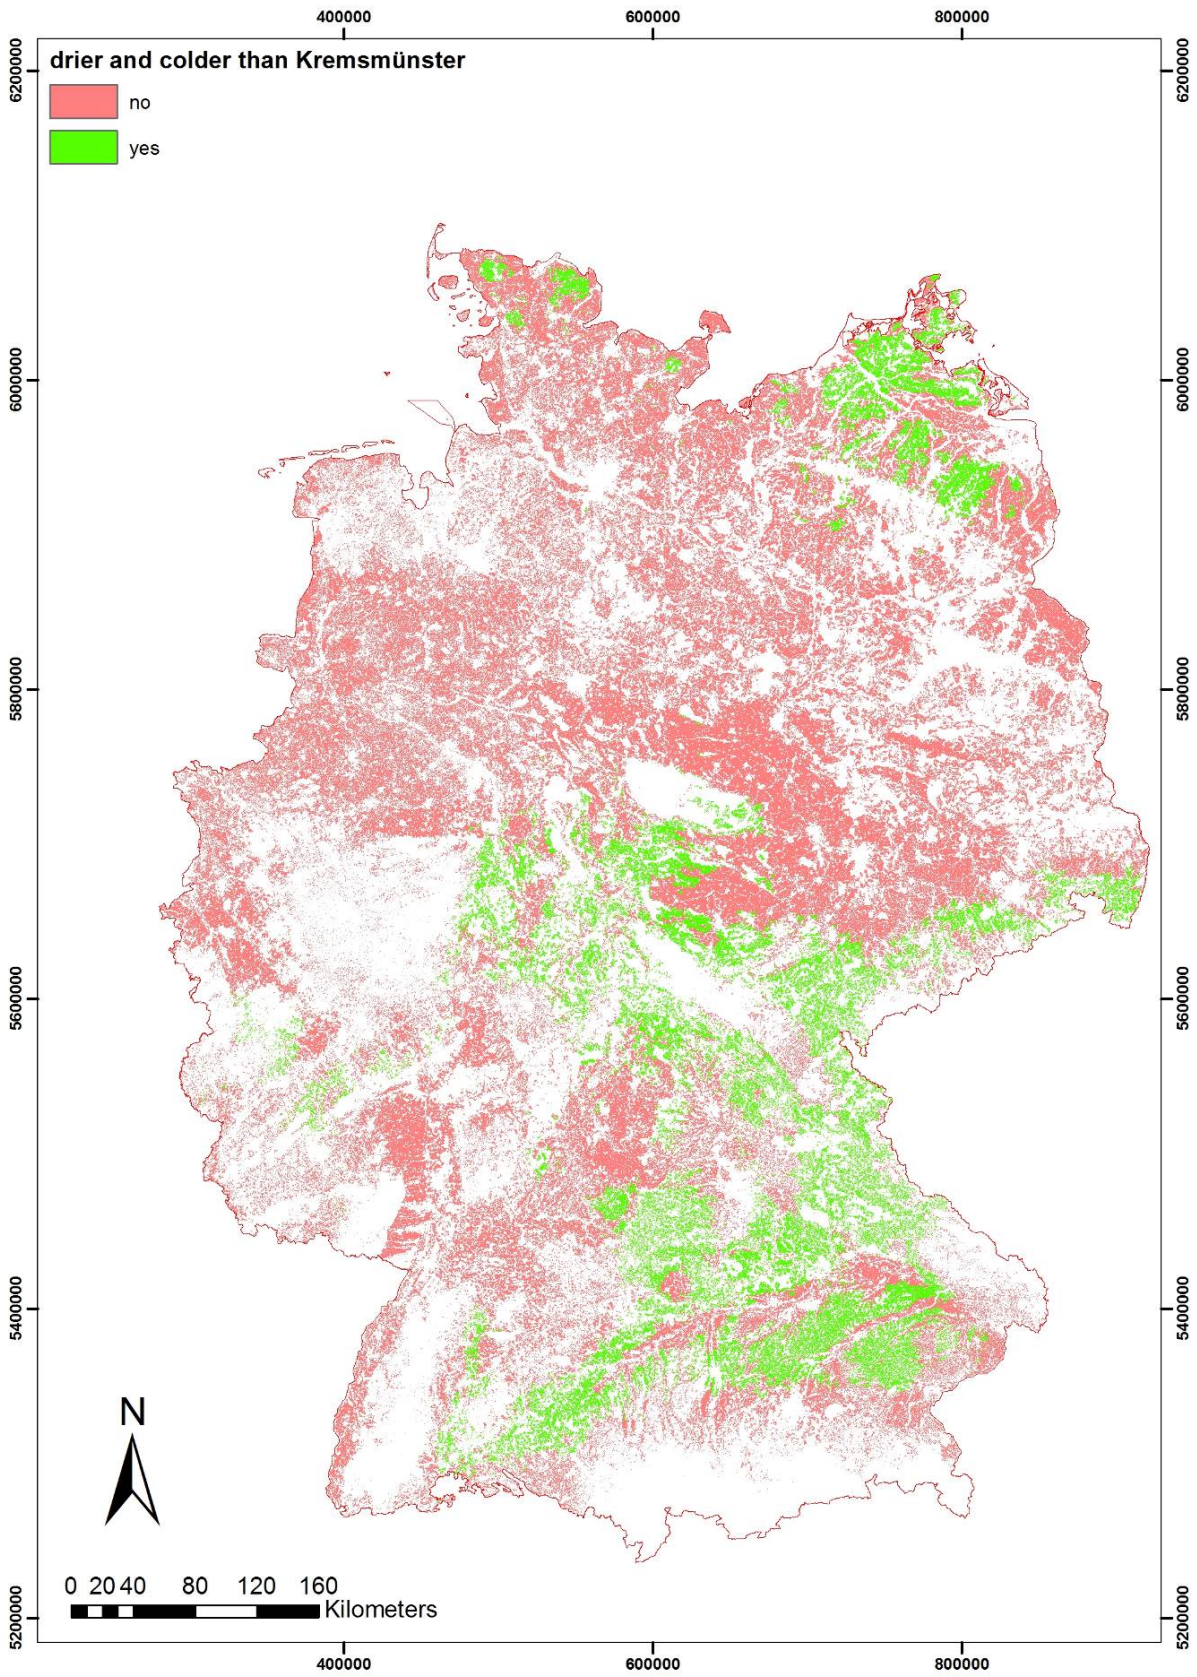 400000 600000 800000
drier and colder than Kremsmünster
no
yes
6200000 6200000
6000000 6000000
5800000 5800000
5600000 5600000
5400000 5400000
N
0 20 40 80 120 160
Kilometers
5200000 5200000
400000 600000 800000